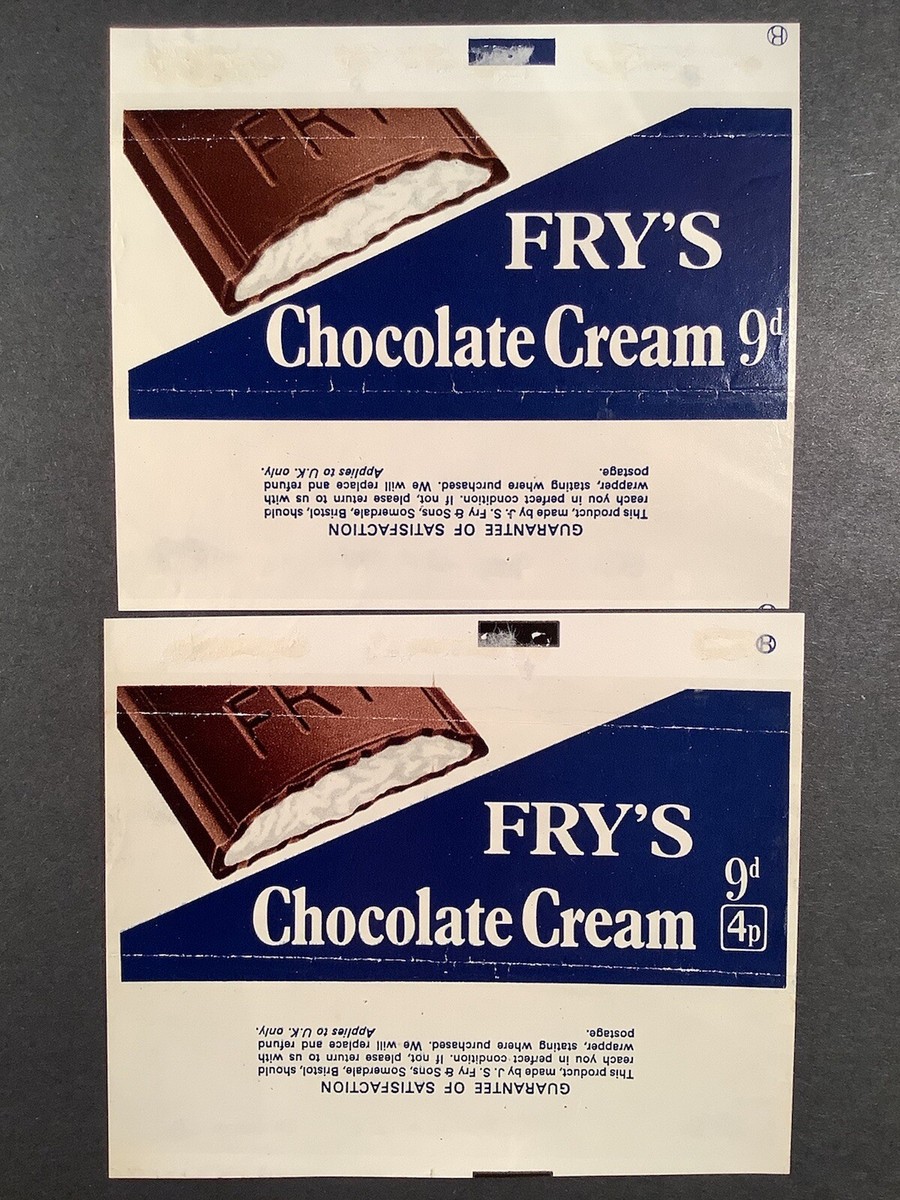 FRY
FRY'S
Chocolate Cream 9d
GUARANTEE OF SATISFACTION
This product, made by J. S. Fry & Sons, Somerdale, Bristol, should
reach you in perfect condition. If not, please return to us with
wrapper, stating where purchased. We will replace and refund
postage. Applies to U.K. only.
FRY
FRY'S
9d
Chocolate Cream 4p
GUARANTEE OF SATISFACTION
This product, made by J. S. Fry & Sons, Somerdale, Bristol, should
reach you in perfect condition. If not, please return to us with
wrapper, stating where purchased. We will replace and refund
postage. Applies to U.K. only.